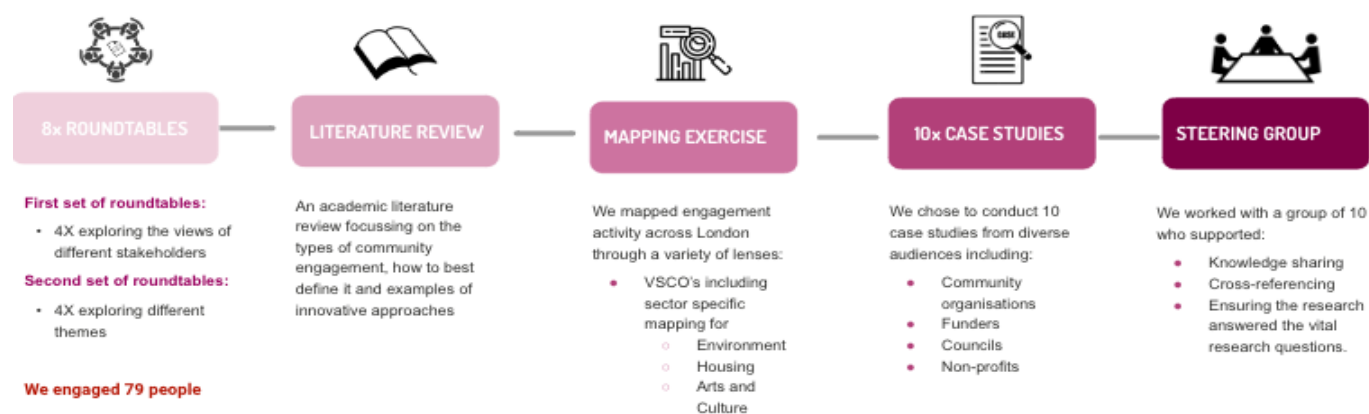 CASE
8x ROUNDTABLES
First set of roundtables:
• 4X exploring the views of
different stakeholders
Second set of roundtables:
• 4X exploring different
themes
We engaged 79 people
LITERATURE REVIEW
An academic literature
review focussing on the
types of community
engagement, how to best
define it and examples of
innovative approaches
MAPPING EXERCISE
We mapped engagement
activity across London
through a variety of lenses:
• VSCO's including
sector specific
mapping for
○ Environment
○ Housing
○ Arts and
Culture
10x CASE STUDIES
We chose to conduct 10
case studies from diverse
audiences including:
• Community
organisations
• Funders
• Councils
• Non-profits
STEERING GROUP
We worked with a group of 10
who supported:
• Knowledge sharing
• Cross-referencing
• Ensuring the research
answered the vital
research questions.